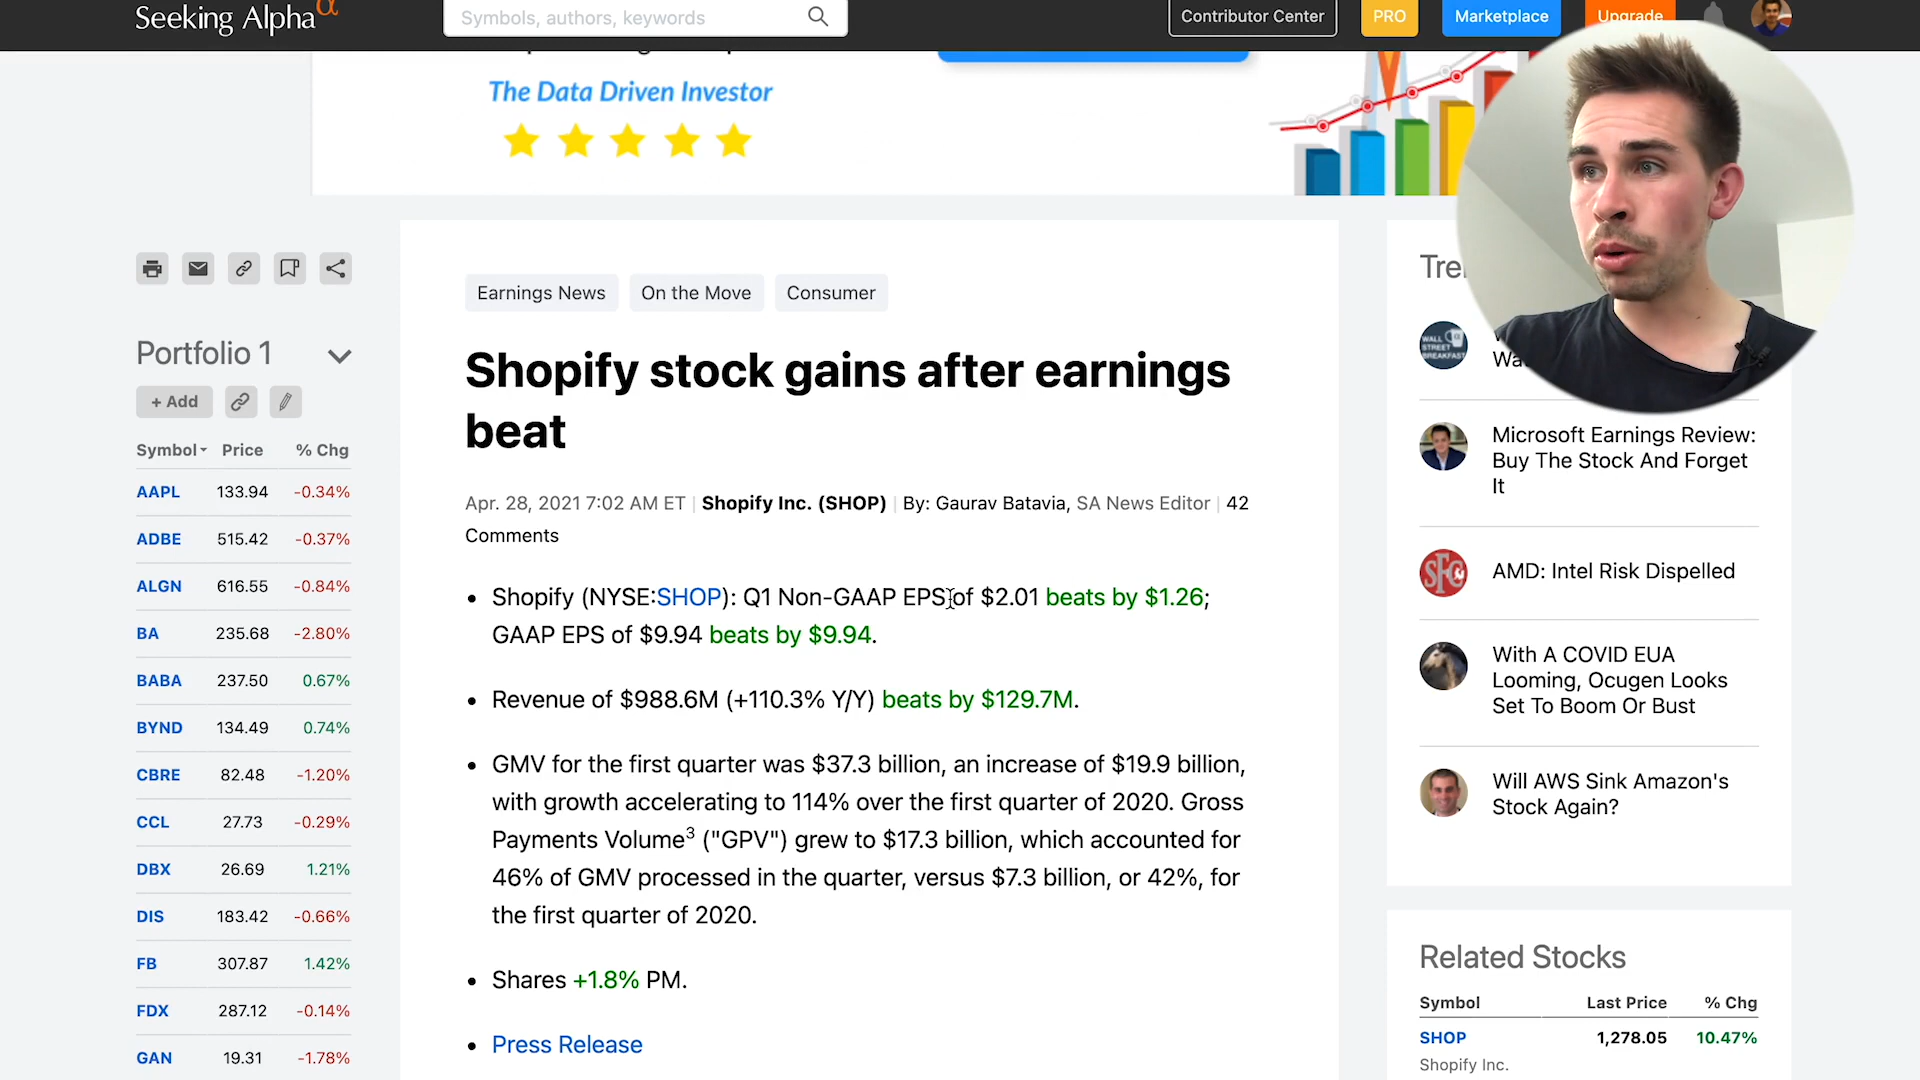 Seeking Alpha α
Symbols, authors, keywords
Contributor Center
PRO
Marketplace
Upgrade
The Data Driven Investor
Portfolio 1
+ Add
Symbol Price % Chg
AAPL 133.94 -0.34%
ADBE 515.42 -0.37%
ALGN 616.55 -0.84%
BA 235.68 -2.80%
BABA 237.50 0.67%
BYND 134.49 0.74%
CBRE 82.48 -1.20%
CCL 27.73 -0.29%
DBX 26.69 1.21%
DIS 183.42 -0.66%
FB 307.87 1.42%
FDX 287.12 -0.14%
GAN 19.31 -1.78%
Earnings News On the Move Consumer
Shopify stock gains after earnings
beat
Apr. 28, 2021 7:02 AM ET | Shopify Inc. (SHOP) | By: Gaurav Batavia, SA News Editor | 42
Comments
• Shopify (NYSE:SHOP): Q1 Non-GAAP EPS of $2.01 beats by $1.26;
GAAP EPS of $9.94 beats by $9.94.
• Revenue of $988.6M (+110.3% Y/Y) beats by $129.7M.
• GMV for the first quarter was $37.3 billion, an increase of $19.9 billion,
with growth accelerating to 114% over the first quarter of 2020. Gross
Payments Volume³ ("GPV") grew to $17.3 billion, which accounted for
46% of GMV processed in the quarter, versus $7.3 billion, or 42%, for
the first quarter of 2020.
• Shares +1.8% PM.
• Press Release
WALL
STREET
BREAKFAST
Microsoft Earnings Review:
Buy The Stock And Forget
It
SFC
AMD: Intel Risk Dispelled
With A COVID EUA
Looming, Ocugen Looks
Set To Boom Or Bust
Will AWS Sink Amazon's
Stock Again?
Related Stocks
Symbol Last Price % Chg
SHOP 1,278.05 10.47%
Shopify Inc.